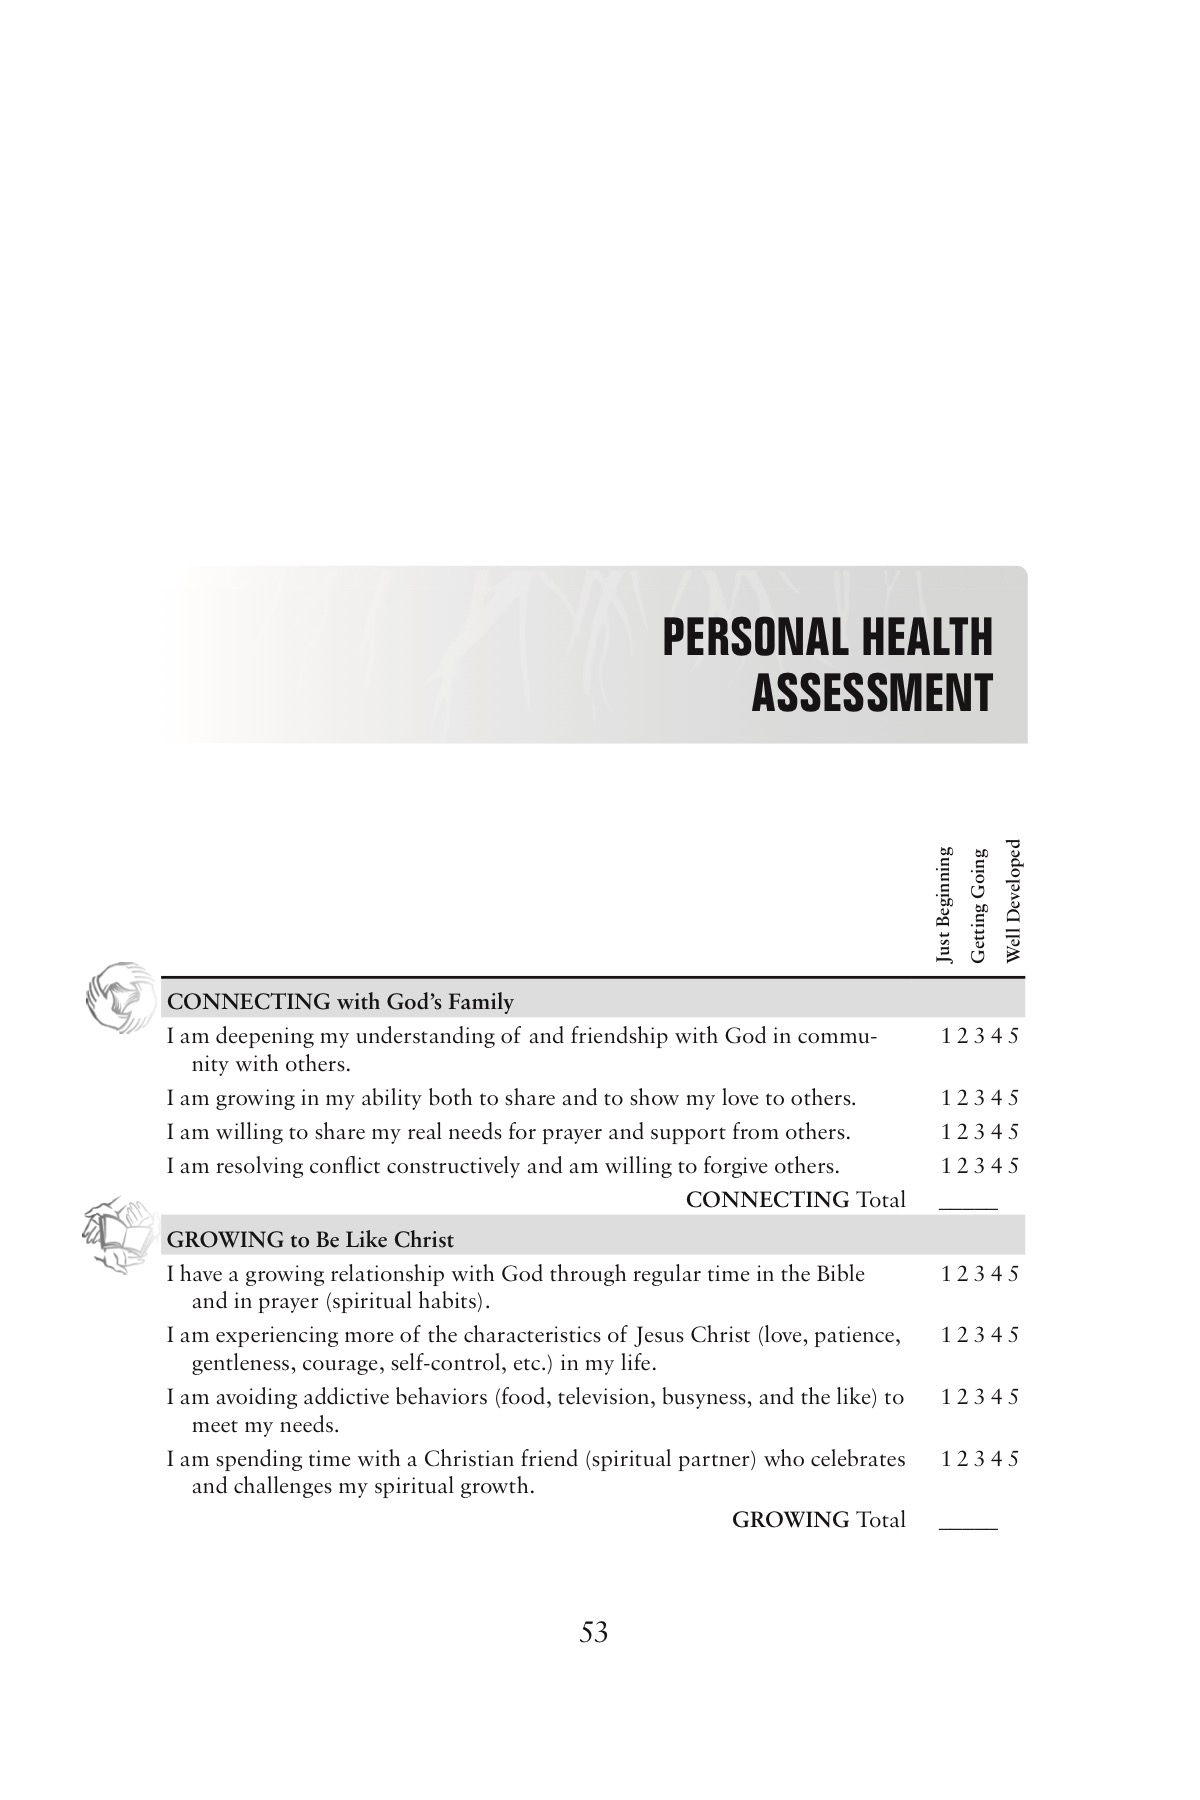 PERSONAL HEALTH
ASSESSMENT
Just Beginning
Getting Going
Well Developed
CONNECTING with God’s Family
I am deepening my understanding of and friendship with God in commu-
nity with others. 1 2 3 4 5
I am growing in my ability both to share and to show my love to others. 1 2 3 4 5
I am willing to share my real needs for prayer and support from others. 1 2 3 4 5
I am resolving conflict constructively and am willing to forgive others. 1 2 3 4 5
CONNECTING Total _____
GROWING to Be Like Christ
I have a growing relationship with God through regular time in the Bible 1 2 3 4 5
and in prayer (spiritual habits).
I am experiencing more of the characteristics of Jesus Christ (love, patience, 1 2 3 4 5
gentleness, courage, self-control, etc.) in my life.
I am avoiding addictive behaviors (food, television, busyness, and the like) to 1 2 3 4 5
meet my needs.
I am spending time with a Christian friend (spiritual partner) who celebrates 1 2 3 4 5
and challenges my spiritual growth.
GROWING Total _____
53